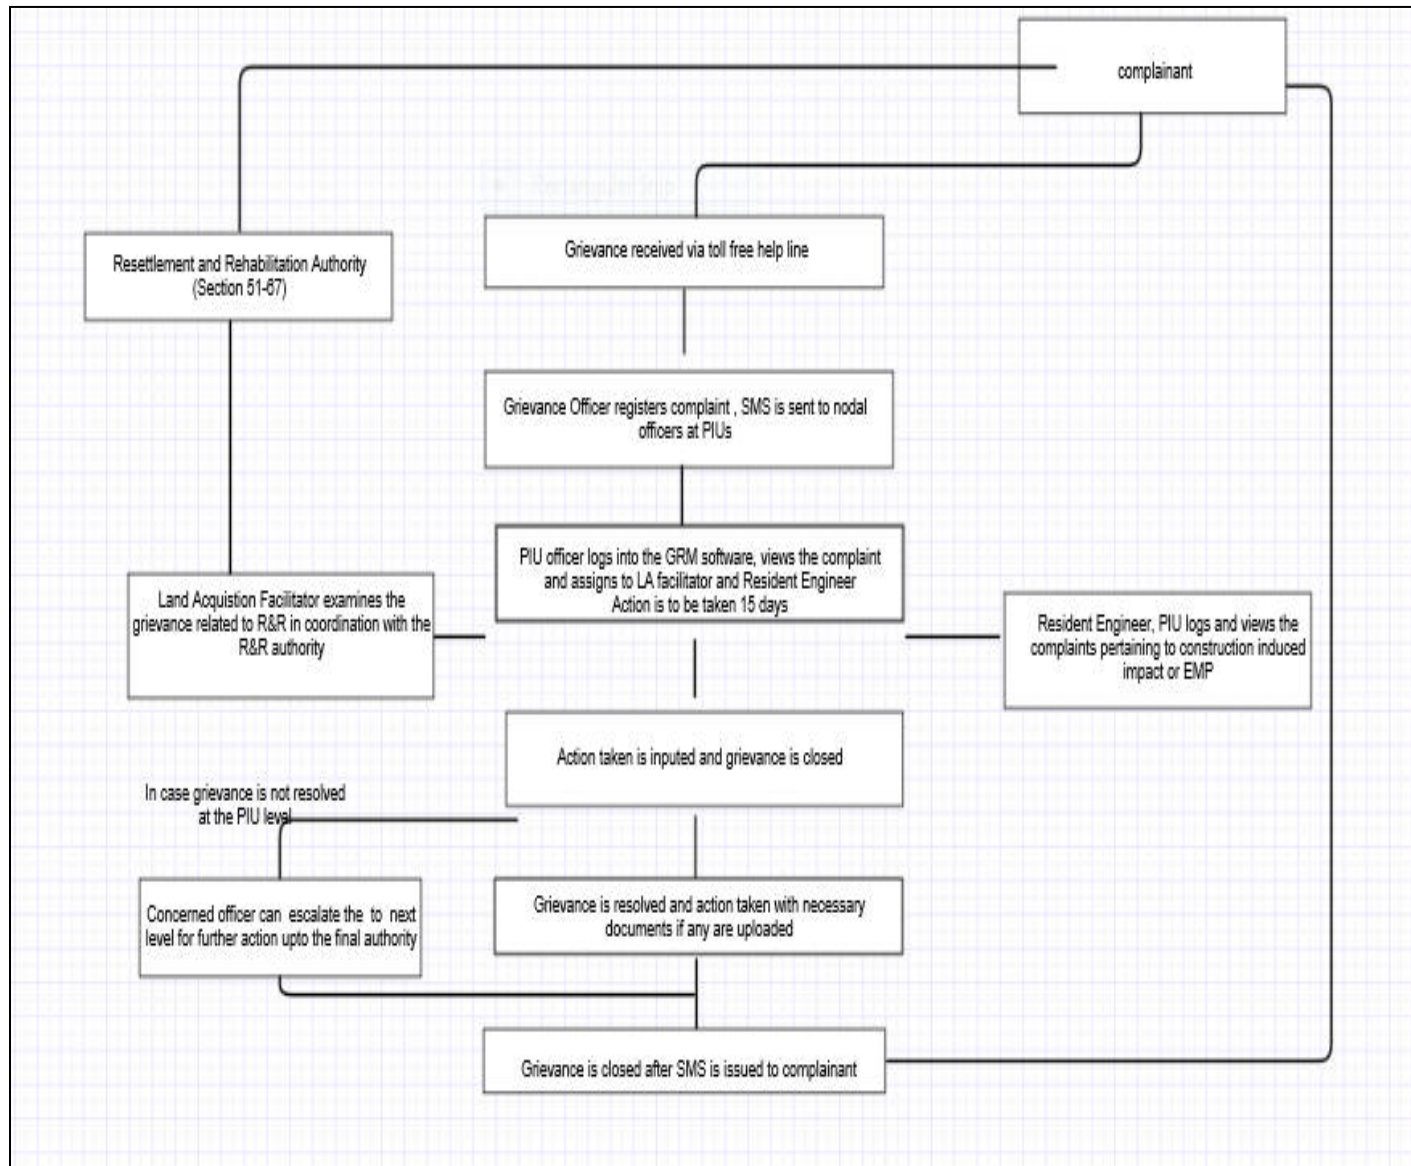 complainant
Grievance received via toll free help line
Resettlement and Rehabilitation Authority
(Section 51-67)
Grievance Officer registers complaint , SMS is sent to nodal
officers at PIUs
PIU officer logs into the GRM software, views the complaint
and assigns to LA facilitator and Resident Engineer
Action is to be taken 15 days
Land Acquistion Facilitator examines the
grievance related to R&R in coordination with the
R&R authority
Resident Engineer, PIU logs and views the
complaints pertaining to construction induced
impact or EMP
Action taken is inputed and grievance is closed
In case grievance is not resolved
at the PIU level
Concerned officer can escalate the to next
level for further action upto the final authority
Grievance is resolved and action taken with necessary
documents if any are uploaded
Grievance is closed after SMS is issued to complainant